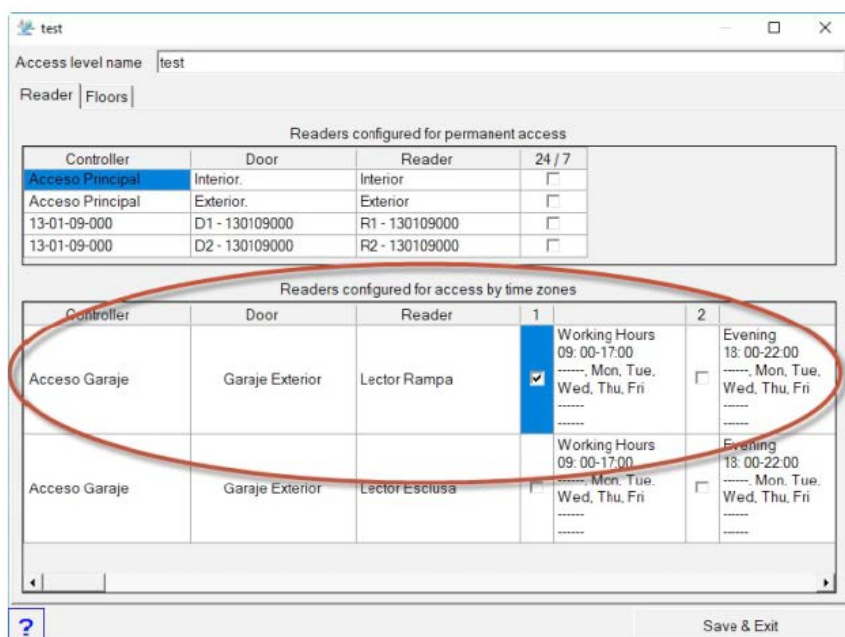 test
Access level name test
Reader Floors
Readers configured for permanent access
Controller Door Reader 24 / 7
Acceso Principal Interior. Interior
Acceso Principal Exterior. Exterior
13-01-09-000 D1 - 130109000 R1 - 130109000
13-01-09-000 D2 - 130109000 R2 - 130109000
Readers configured for access by time zones
Controller Door Reader 1 2
Acceso Garaje Garaje Exterior Lector Rampa
Working Hours
09: 00-17:00
------, Mon, Tue,
Wed, Thu, Fri
------
------
Evening
18: 00-22:00
------, Mon, Tue,
Wed, Thu, Fri
------
------
Acceso Garaje Garaje Exterior Lector Esclusa
Working Hours
09: 00-17:00
------, Mon, Tue,
Wed, Thu, Fri
------
------
Evening
18: 00-22:00
------, Mon, Tue,
Wed, Thu, Fri
------
------
?
Save & Exit